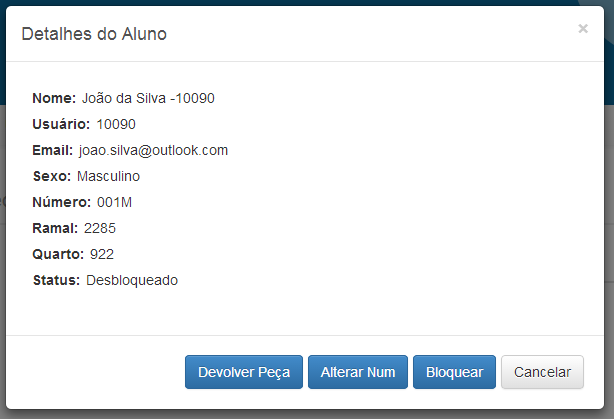 Detalhes do Aluno ×
Nome: João da Silva -10090
Usuário: 10090
Email: joao.silva@outlook.com
Sexo: Masculino
Número: 001M
Ramal: 2285
Quarto: 922
Status: Desbloqueado
Devolver Peça Alterar Num Bloquear Cancelar